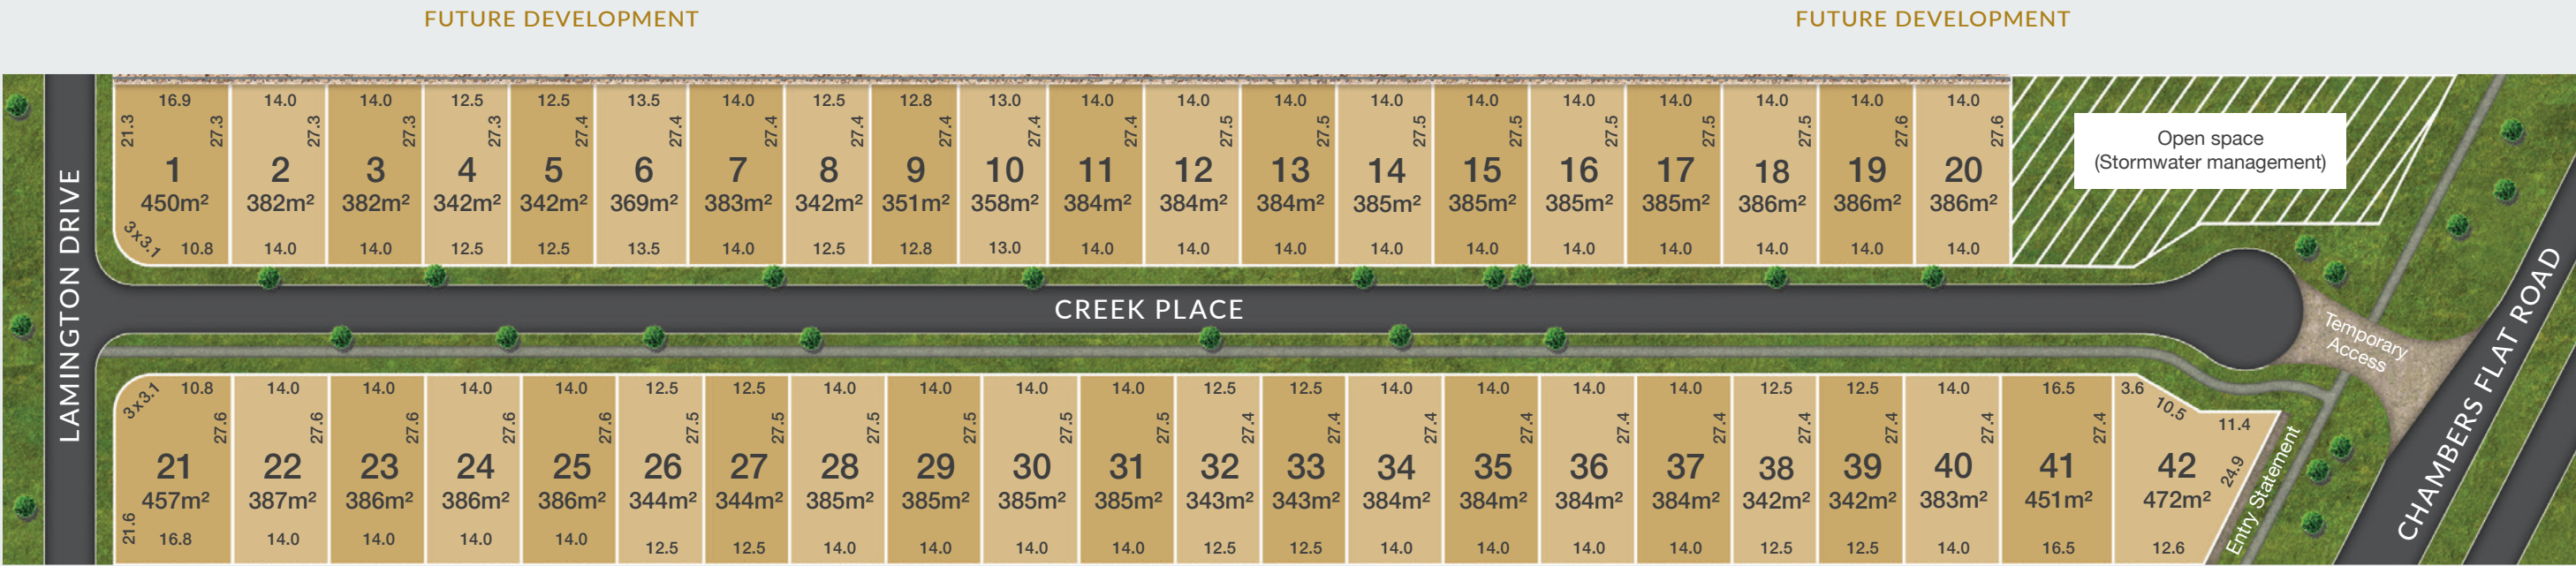 FUTURE DEVELOPMENT
FUTURE DEVELOPMENT
LAMINGTON DRIVE
16.9 14.0 14.0 12.5 12.5 13.5 14.0 12.5 12.8 13.0 14.0 14.0 14.0 14.0 14.0 14.0 14.0 14.0 14.0 14.0
21.3 27.3 27.3 27.3 27.3 27.4 27.4 27.4 27.4 27.4 27.4 27.4 27.5 27.5 27.5 27.5 27.5 27.5 27.5 27.6 27.6
1 2 3 4 5 6 7 8 9 10 11 12 13 14 15 16 17 18 19 20
450m² 382m² 382m² 342m² 342m² 369m² 383m² 342m² 351m² 358m² 384m² 384m² 384m² 385m² 385m² 385m² 385m² 386m² 386m² 386m²
3x3.1 10.8 14.0 14.0 12.5 12.5 13.5 14.0 12.5 12.8 13.0 14.0 14.0 14.0 14.0 14.0 14.0 14.0 14.0 14.0 14.0
Open space
(Stormwater management)
CREEK PLACE
Temporary
Access
CHAMBERS FLAT ROAD
3x3.1 10.8 14.0 14.0 14.0 14.0 12.5 12.5 14.0 14.0 14.0 14.0 12.5 12.5 14.0 14.0 14.0 14.0 12.5 12.5 14.0 16.5 3.6 10.5 11.4
27.6 27.6 27.6 27.6 27.5 27.5 27.5 27.5 27.5 27.5 27.5 27.4 27.4 27.4 27.4 27.4 27.4 27.4 27.4 27.4 27.4
21 22 23 24 25 26 27 28 29 30 31 32 33 34 35 36 37 38 39 40 41 42
457m² 387m² 386m² 386m² 386m² 344m² 344m² 385m² 385m² 385m² 385m² 343m² 343m² 384m² 384m² 384m² 384m² 342m² 342m² 383m² 451m² 472m²
24.9
21.6 16.8 14.0 14.0 14.0 14.0 12.5 12.5 14.0 14.0 14.0 14.0 12.5 12.5 14.0 14.0 14.0 14.0 12.5 12.5 14.0 16.5 12.6
Entry Statement